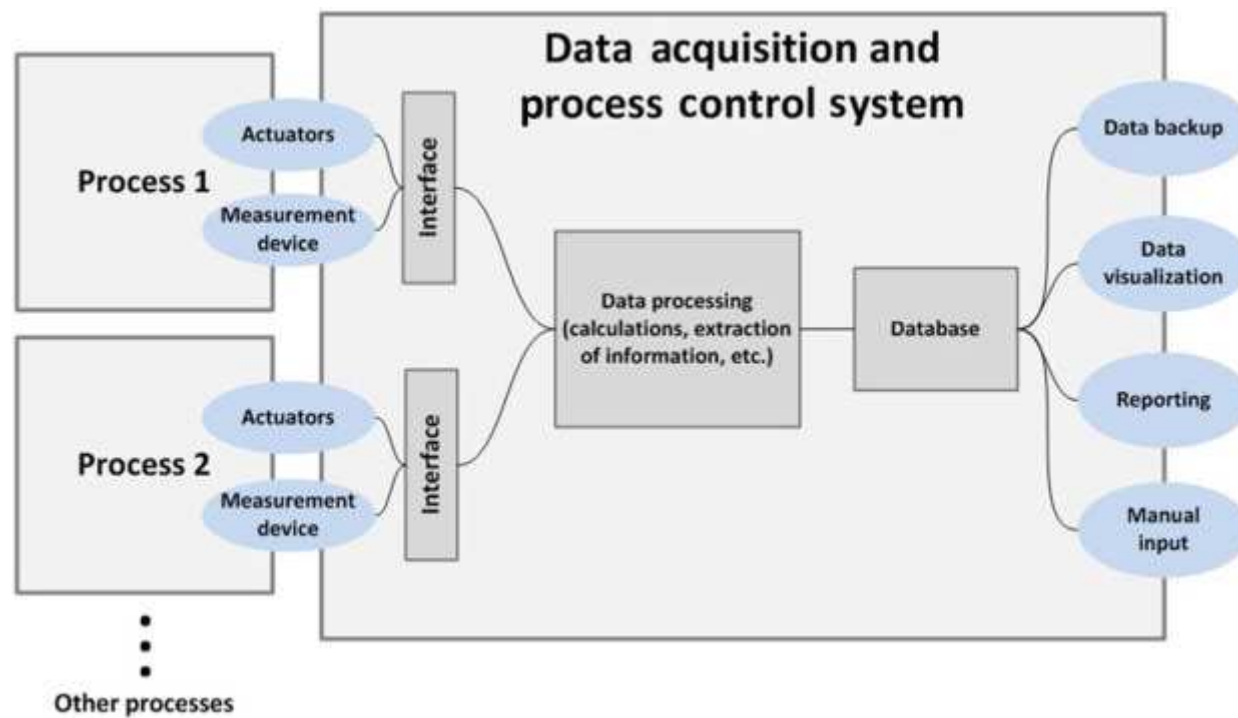 Data acquisition and
process control system
Process 1
Actuators
Measurement
device
Interface
Process 2
Actuators
Measurement
device
Interface
Other processes
Data processing
(calculations, extraction
of information, etc.)
Database
Data backup
Data
visualization
Reporting
Manual
input